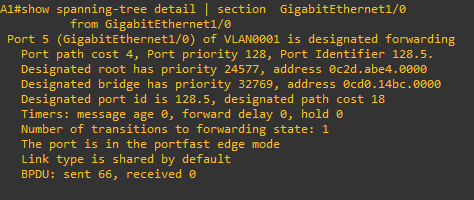 A1#show spanning-tree detail | section  GigabitEthernet1/0
from GigabitEthernet1/0
Port 5 (GigabitEthernet1/0) of VLAN0001 is designated forwarding
Port path cost 4, Port priority 128, Port Identifier 128.5.
Designated root has priority 24577, address 0c2d.abe4.0000
Designated bridge has priority 32769, address 0cd0.14bc.0000
Designated port id is 128.5, designated path cost 18
Timers: message age 0, forward delay 0, hold 0
Number of transitions to forwarding state: 1
The port is in the portfast edge mode
Link type is shared by default
BPDU: sent 66, received 0